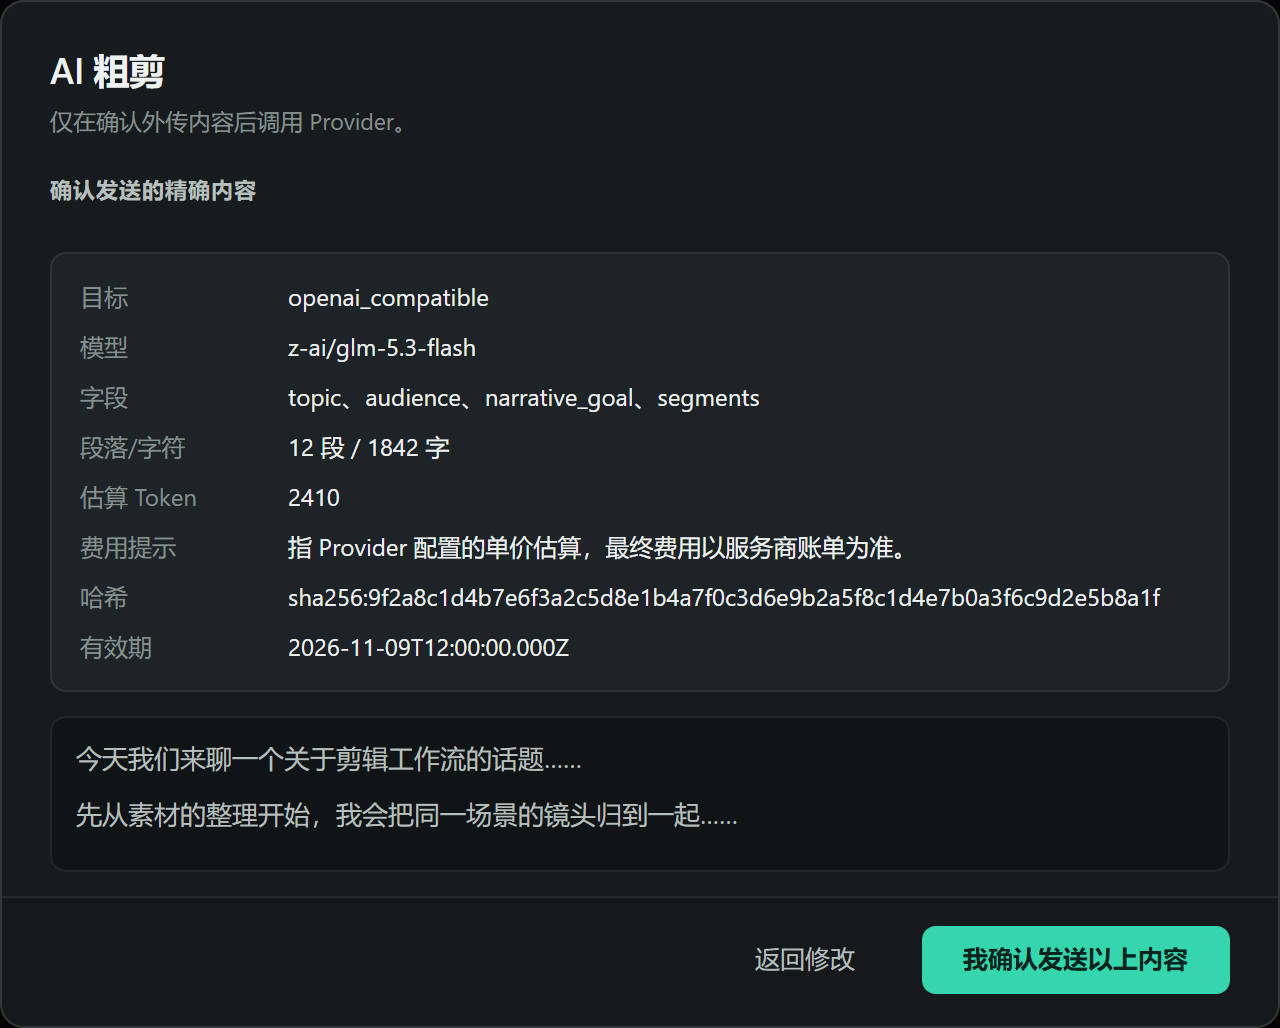 AI 粗剪
仅在确认外传内容后调用 Provider。
确认发送的精确内容
目标 openai_compatible
模型 z-ai/glm-5.3-flash
字段 topic、audience、narrative_goal、segments
段落/字符 12 段 / 1842 字
估算 Token 2410
费用提示 指 Provider 配置的单价估算，最终费用以服务商账单为准。
哈希 sha256:9f2a8c1d4b7e6f3a2c5d8e1b4a7f0c3d6e9b2a5f8c1d4e7b0a3f6c9d2e5b8a1f
有效期 2026-11-09T12:00:00.000Z
今天我们来聊一个关于剪辑工作流的话题……
先从素材的整理开始，我会把同一场景的镜头归到一起……
返回修改 我确认发送以上内容